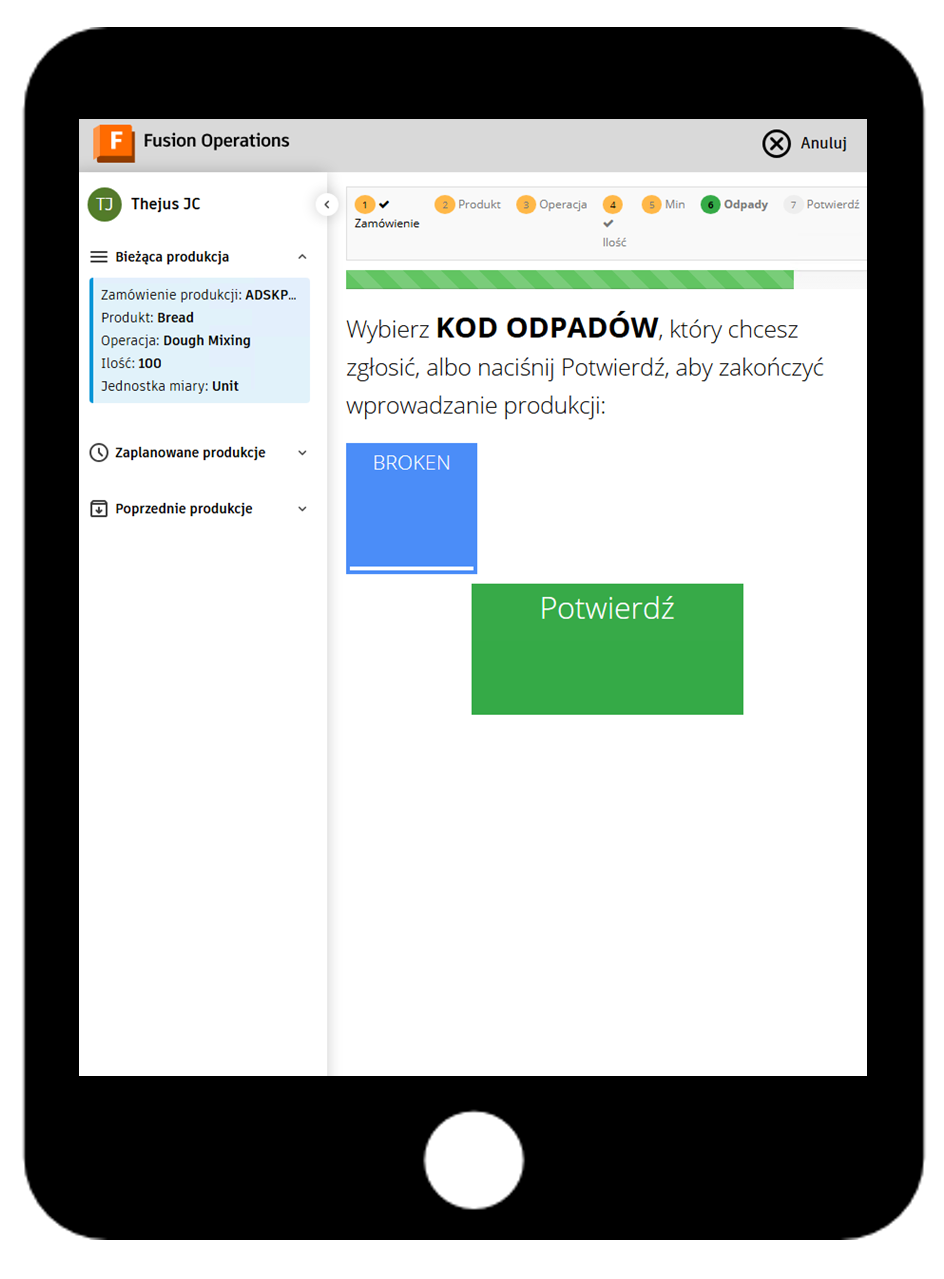 F Fusion Operations
Anuluj
TJ Thejus JC
Bieżąca produkcja
Zamówienie produkcji: ADSKP...
Produkt: Bread
Operacja: Dough Mixing
Ilość: 100
Jednostka miary: Unit
Zaplanowane produkcje
Poprzednie produkcje
1 Zamówienie
2 Produkt
3 Operacja
4 Ilość
5 Min
6 Odpady
7 Potwierdź
Wybierz KOD ODPADÓW, który chcesz
zgłosić, albo naciśnij Potwierdź, aby zakończyć
wprowadzanie produkcji:
BROKEN
Potwierdź